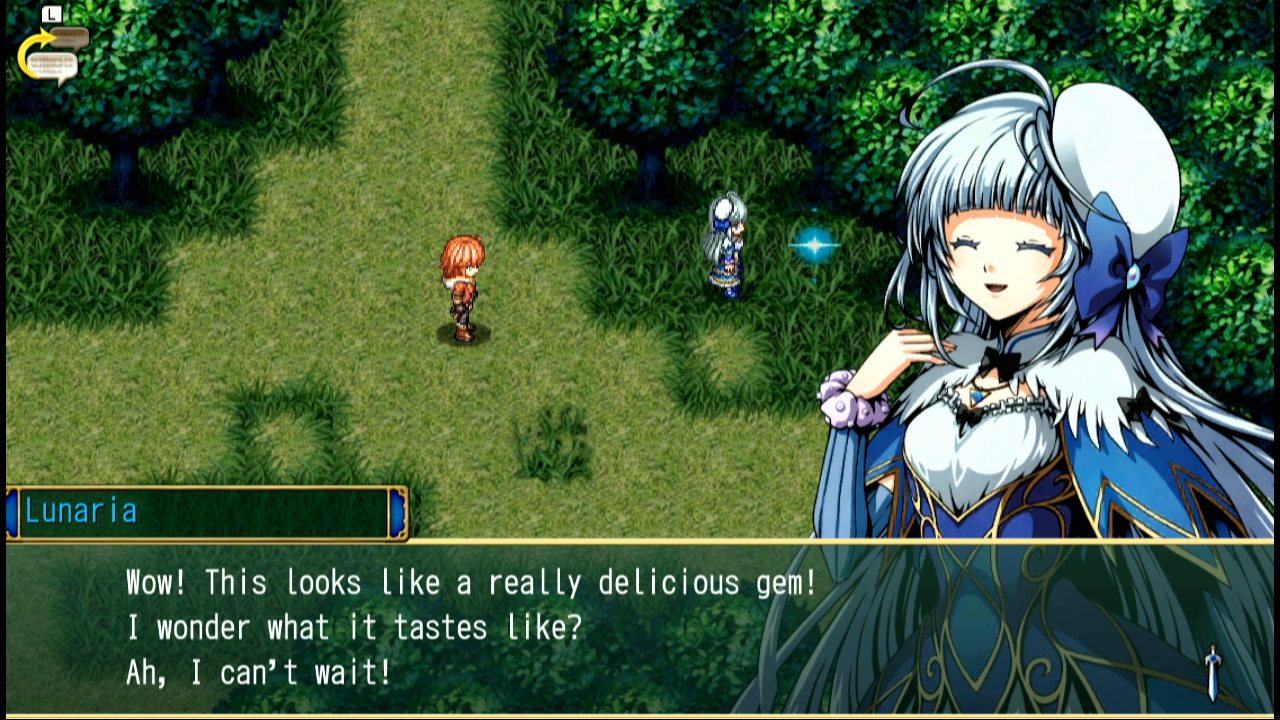 L
Lunaria
Wow! This looks like a really delicious gem!
I wonder what it tastes like?
Ah, I can't wait!